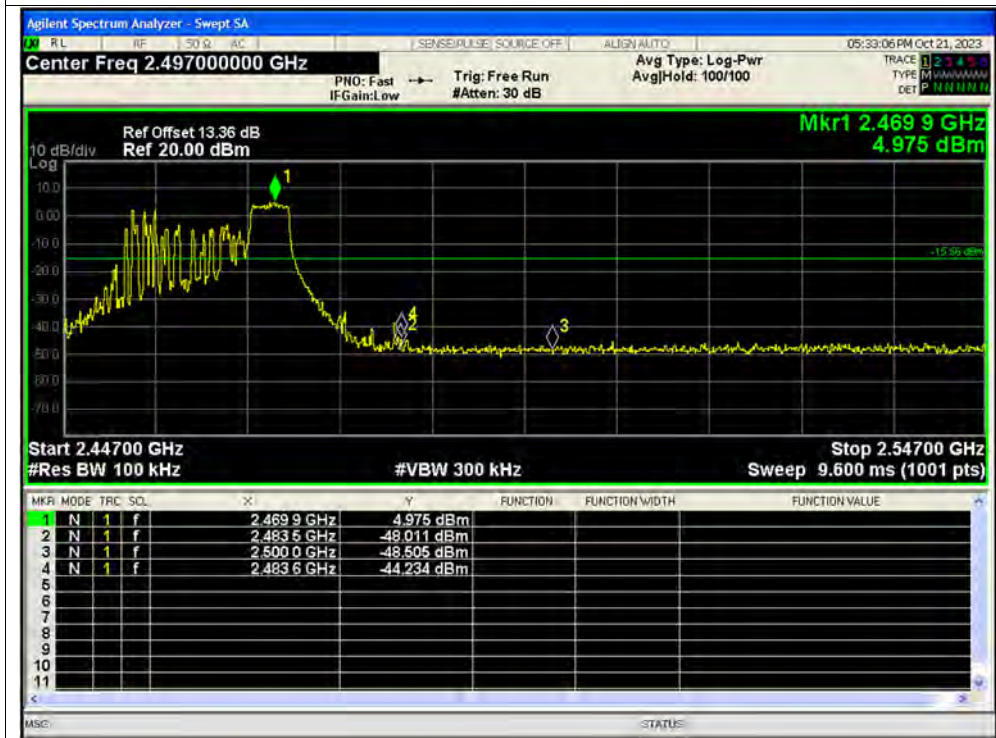 Agilent Spectrum Analyzer - Swept SA
RL RF 50 Ω AC SENSE:PULSE SOURCE OFF ALIGN AUTO 05:33:06 PM Oct 21, 2023
Center Freq 2.497000000 GHz Avg Type: Log-Pwr TRACE 1 2 3 4 5 6
PNO: Fast Trig: Free Run Avg|Hold: 100/100 TYPE M
IFGain:Low #Atten: 30 dB DET P N N N N N
Mkr1 2.469 9 GHz
Ref Offset 13.36 dB
10 dB/div Ref 20.00 dBm 4.975 dBm
Log
1
10.0
0.00
-10.0
-15.56 dBm
-20.0
-30.0
4
-40.0
2 3
-50.0
-60.0
-70.0
Start 2.44700 GHz Stop 2.54700 GHz
#Res BW 100 kHz #VBW 300 kHz Sweep 9.600 ms (1001 pts)
MKR MODE TRC SCL X Y FUNCTION FUNCTION WIDTH FUNCTION VALUE
1 N 1 f 2.469 9 GHz 4.975 dBm
2 N 1 f 2.483 5 GHz -48.011 dBm
3 N 1 f 2.500 0 GHz -48.505 dBm
4 N 1 f 2.483 6 GHz -44.234 dBm
5
6
7
8
9
10
11
MSG STATUS